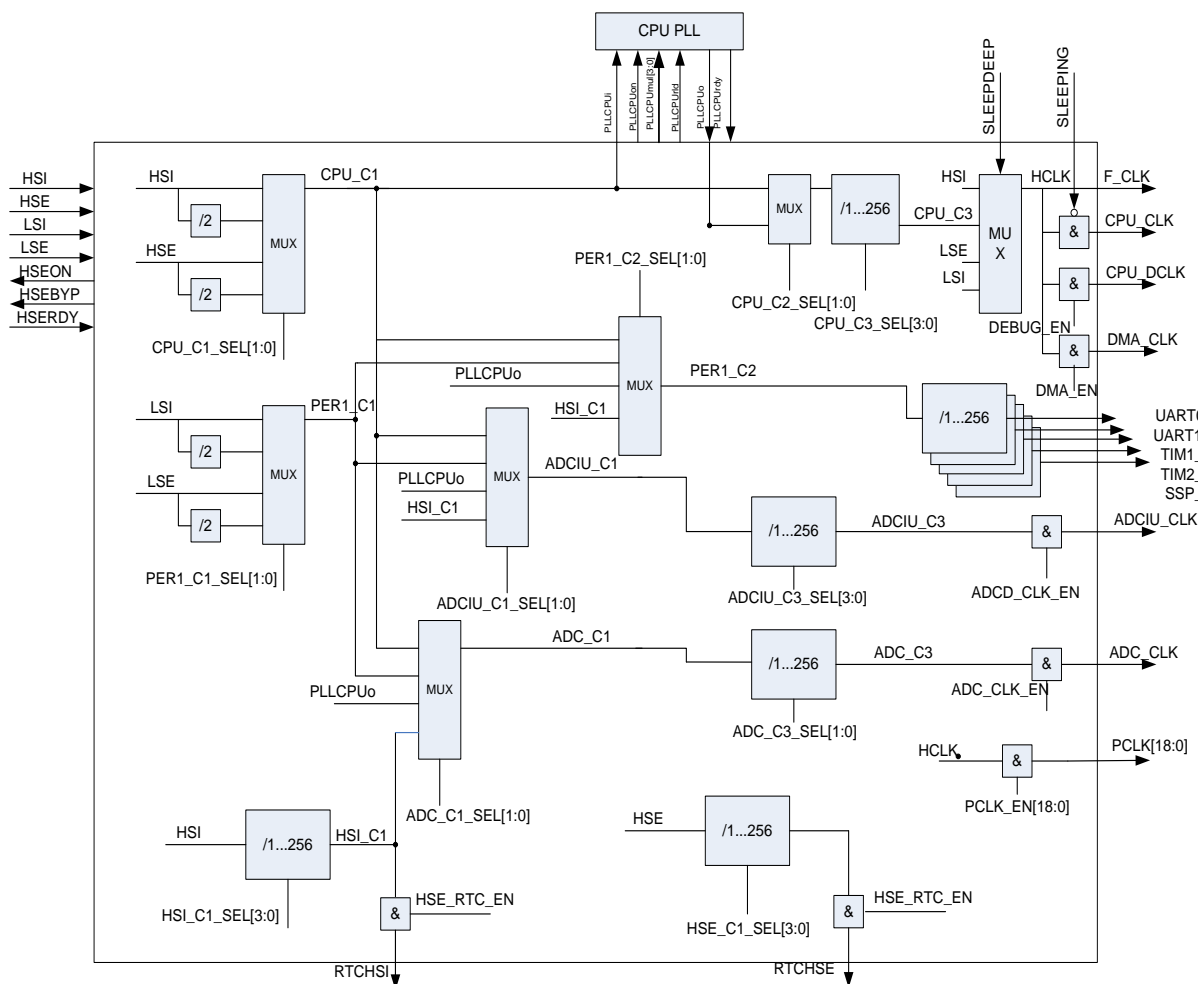 CPU PLL
PLLCPUi
PLLCPUon
PLLCPUmul[3:0]
PLLCPUrld
PLLCPUo
PLLCPUrdy
SLEEPDEEP
SLEEPING
HSI
HSE
LSI
LSE
HSEON
HSEBYP
HSERDY
HSI
/2
HSE
/2
MUX
CPU_C1
CPU_C1_SEL[1:0]
MUX
CPU_C2_SEL[1:0]
/1...256
CPU_C3_SEL[3:0]
CPU_C3
HSI
LSE
LSI
MU
X
HCLK
F_CLK
&
CPU_CLK
&
CPU_DCLK
DEBUG_EN
&
DMA_CLK
DMA_EN
PER1_C2_SEL[1:0]
PLLCPUo
HSI_C1
MUX
PER1_C2
/1...256
UART
UART1
TIM1_
TIM2_
SSP_
LSI
/2
LSE
/2
MUX
PER1_C1
PER1_C1_SEL[1:0]
PLLCPUo
HSI_C1
MUX
ADCIU_C1
ADCIU_C1_SEL[1:0]
/1...256
ADCIU_C3
ADCIU_C3_SEL[3:0]
&
ADCIU_CLK
ADCD_CLK_EN
PLLCPUo
MUX
ADC_C1
ADC_C1_SEL[1:0]
/1...256
ADC_C3
ADC_C3_SEL[1:0]
&
ADC_CLK
ADC_CLK_EN
HCLK
&
PCLK[18:0]
PCLK_EN[18:0]
HSI
/1...256
HSI_C1
HSI_C1_SEL[3:0]
&
HSE_RTC_EN
RTCHSI
HSE
/1...256
HSE_C1_SEL[3:0]
&
HSE_RTC_EN
RTCHSE